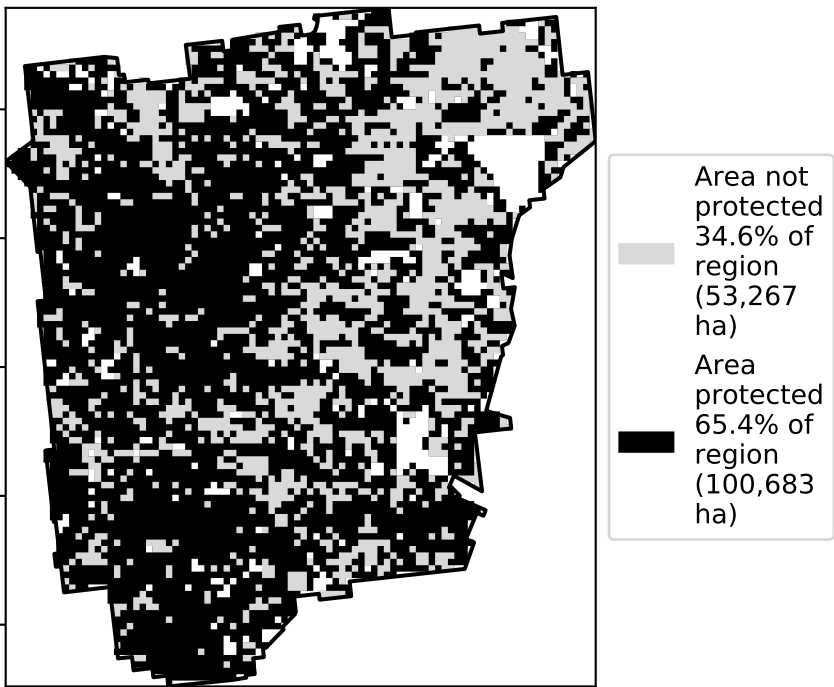 Area not
protected
34.6% of
region
(53,267
ha)
Area
protected
65.4% of
region
(100,683
ha)